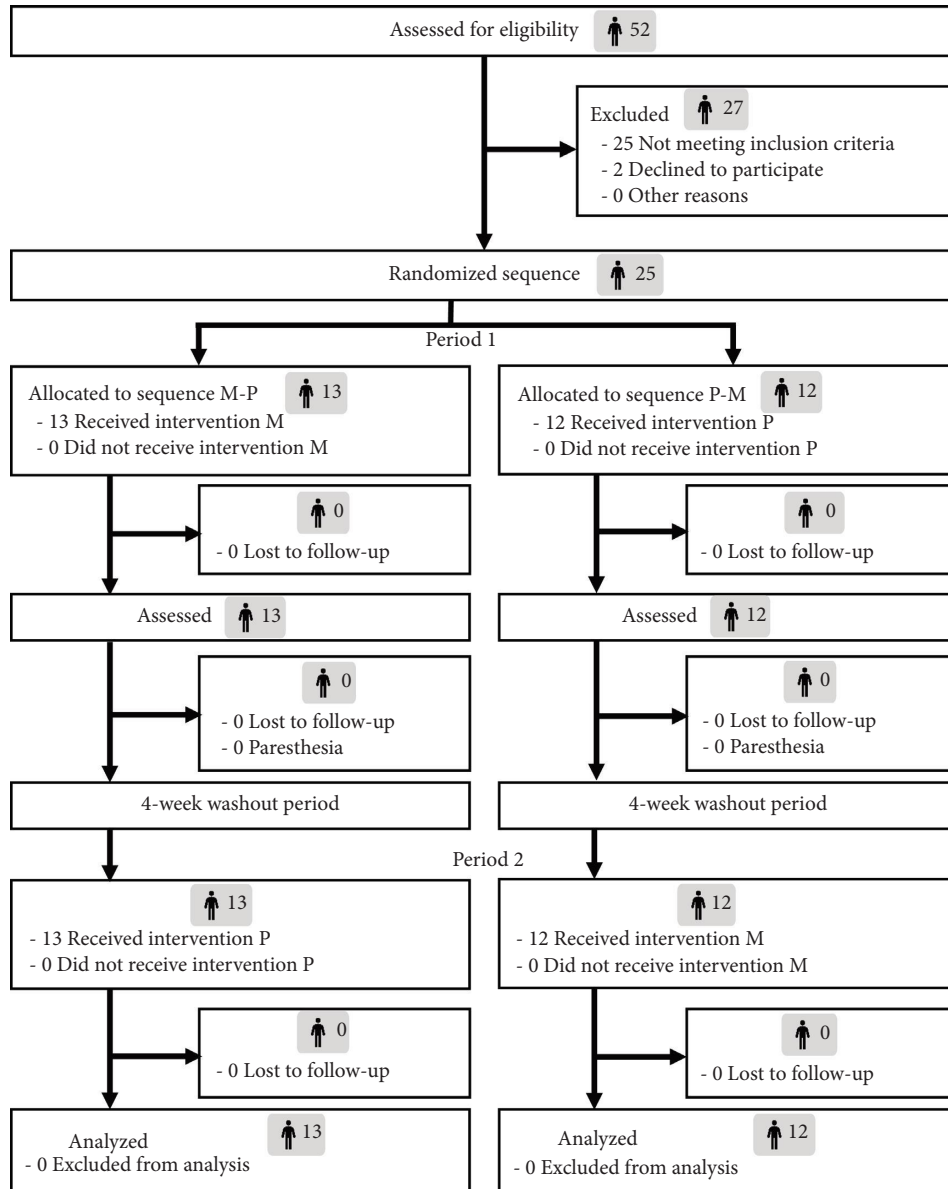 Assessed for eligibility 52
Excluded 27
- 25 Not meeting inclusion criteria
- 2 Declined to participate
- 0 Other reasons
Randomized sequence 25
Period 1
Allocated to sequence M-P 13
- 13 Received intervention M
- 0 Did not receive intervention M
Allocated to sequence P-M 12
- 12 Received intervention P
- 0 Did not receive intervention P
0
- 0 Lost to follow-up
0
- 0 Lost to follow-up
Assessed 13
Assessed 12
0
- 0 Lost to follow-up
- 0 Paresthesia
0
- 0 Lost to follow-up
- 0 Paresthesia
4-week washout period
4-week washout period
Period 2
13
- 13 Received intervention P
- 0 Did not receive intervention P
12
- 12 Received intervention M
- 0 Did not receive intervention M
0
- 0 Lost to follow-up
0
- 0 Lost to follow-up
Analyzed 13
- 0 Excluded from analysis
Analyzed 12
- 0 Excluded from analysis